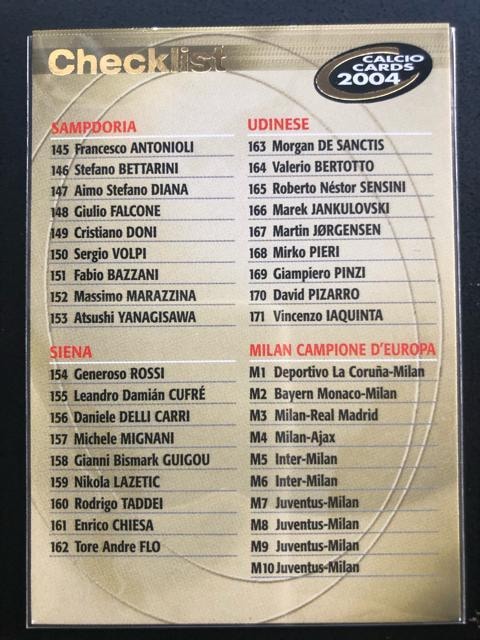 Checklist
CALCIO
CARDS
2004
SAMPDORIA
145 Francesco ANTONIOLI
146 Stefano BETTARINI
147 Aimo Stefano DIANA
148 Giulio FALCONE
149 Cristiano DONI
150 Sergio VOLPI
151 Fabio BAZZANI
152 Massimo MARAZZINA
153 Atsushi YANAGISAWA
SIENA
154 Generoso ROSSI
155 Leandro Damián CUFRÉ
156 Daniele DELLI CARRI
157 Michele MIGNANI
158 Gianni Bismark GUIGOU
159 Nikola LAZETIC
160 Rodrigo TADDEI
161 Enrico CHIESA
162 Tore Andre FLO
UDINESE
163 Morgan DE SANCTIS
164 Valerio BERTOTTO
165 Roberto Néstor SENSINI
166 Marek JANKULOVSKI
167 Martin JØRGENSEN
168 Mirko PIERI
169 Giampiero PINZI
170 David PIZARRO
171 Vincenzo IAQUINTA
MILAN CAMPIONE D'EUROPA
M1 Deportivo La Coruña-Milan
M2 Bayern Monaco-Milan
M3 Milan-Real Madrid
M4 Milan-Ajax
M5 Inter-Milan
M6 Inter-Milan
M7 Juventus-Milan
M8 Juventus-Milan
M9 Juventus-Milan
M10 Juventus-Milan